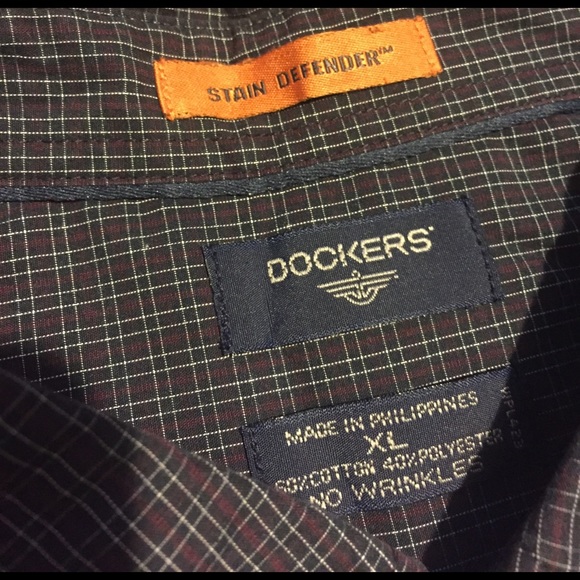 STAIN DEFENDER™
DOCKERS®
MADE IN PHILIPPINES
XL
60%COTTON 40%POLYESTER
NO WRINKLES